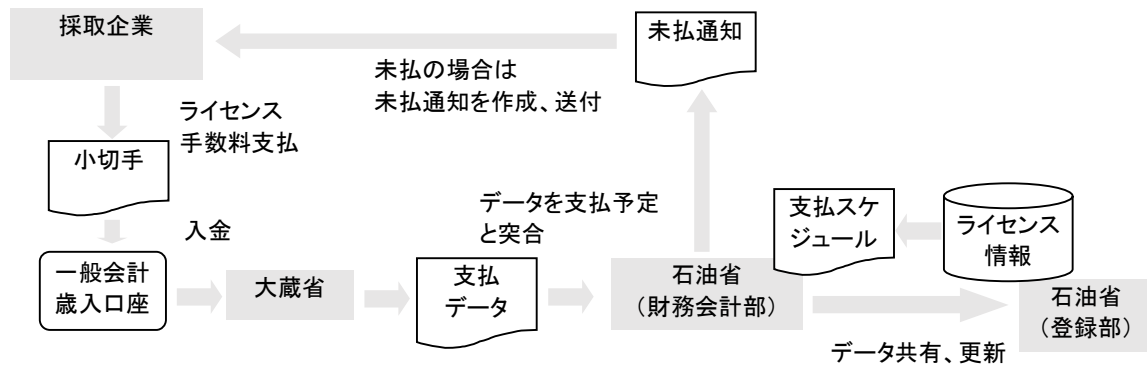 採取企業
未払通知
未払の場合は
未払通知を作成、送付
ライセンス
手数料支払
小切手
データを支払予定
と突合
支払スケ
ジュール
ライセンス
情報
入金
一般会計
歳入口座
大蔵省
支払
データ
石油省
（財務会計部）
石油省
（登録部）
データ共有、更新